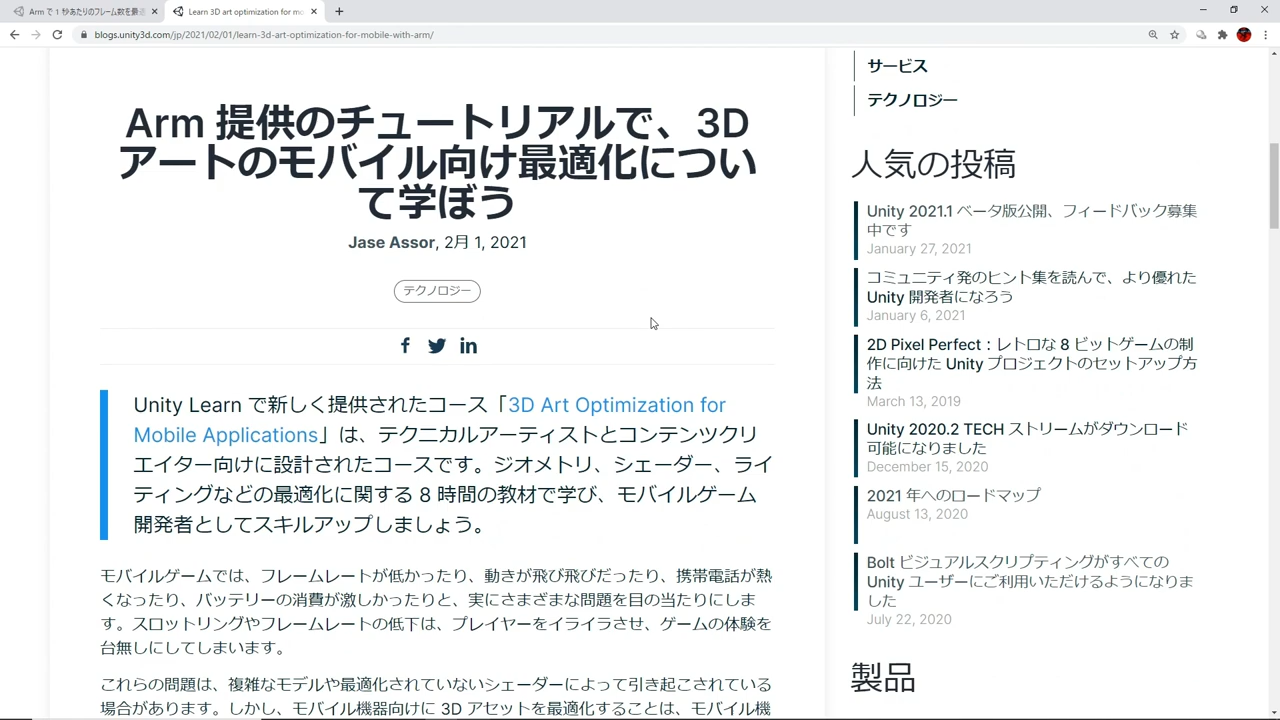 Arm で 1 秒あたりのフレーム数を最適
Learn 3D art optimization for mo
blogs.unity3d.com/jp/2021/02/01/learn-3d-art-optimization-for-mobile-with-arm/
Arm 提供のチュートリアルで、3D
アートのモバイル向け最適化につい
て学ぼう
Jase Assor, 2月 1, 2021
テクノロジー
Unity Learn で新しく提供されたコース「3D Art Optimization for
Mobile Applications」は、テクニカルアーティストとコンテンツクリ
エイター向けに設計されたコースです。ジオメトリ、シェーダー、ライ
ティングなどの最適化に関する 8 時間の教材で学び、モバイルゲーム
開発者としてスキルアップしましょう。
モバイルゲームでは、フレームレートが低かったり、動きが飛び飛びだったり、携帯電話が熱
くなったり、バッテリーの消費が激しかったりと、実にさまざまな問題を目の当たりにしま
す。スロットリングやフレームレートの低下は、プレイヤーをイライラさせ、ゲームの体験を
台無しにしてしまいます。
これらの問題は、複雑なモデルや最適化されていないシェーダーによって引き起こされている
場合があります。しかし、モバイル機器向けに 3D アセットを最適化することは、モバイル機
サービス
テクノロジー
人気の投稿
Unity 2021.1 ベータ版公開、フィードバック募集
中です
January 27, 2021
コミュニティ発のヒント集を読んで、より優れた
Unity 開発者になろう
January 6, 2021
2D Pixel Perfect：レトロな 8 ビットゲームの制
作に向けた Unity プロジェクトのセットアップ方
法
March 13, 2019
Unity 2020.2 TECH ストリームがダウンロード
可能になりました
December 15, 2020
2021 年へのロードマップ
August 13, 2020
Bolt ビジュアルスクリプティングがすべての
Unity ユーザーにご利用いただけるようになりま
した
July 22, 2020
製品